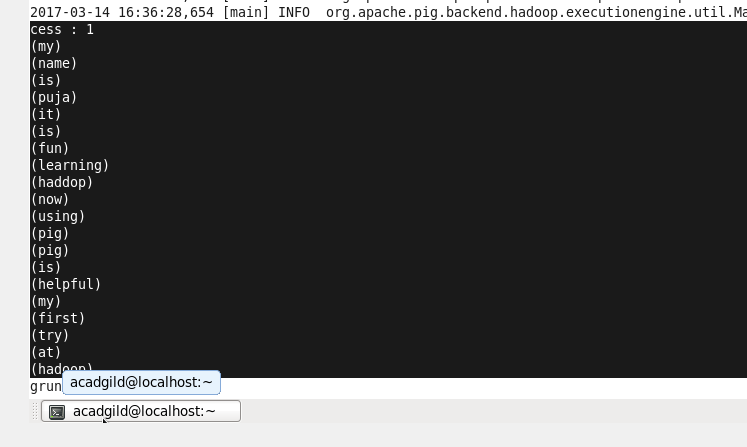 2017-03-14 16:36:28,654 [main] INFO  org.apache.pig.backend.hadoop.executionengine.util.Ma
cess : 1
(my)
(name)
(is)
(puja)
(it)
(is)
(fun)
(learning)
(haddop)
(now)
(using)
(pig)
(pig)
(is)
(helpful)
(my)
(first)
(try)
(at)
(hadoop)
grun
acadgild@localhost:~
acadgild@localhost:~